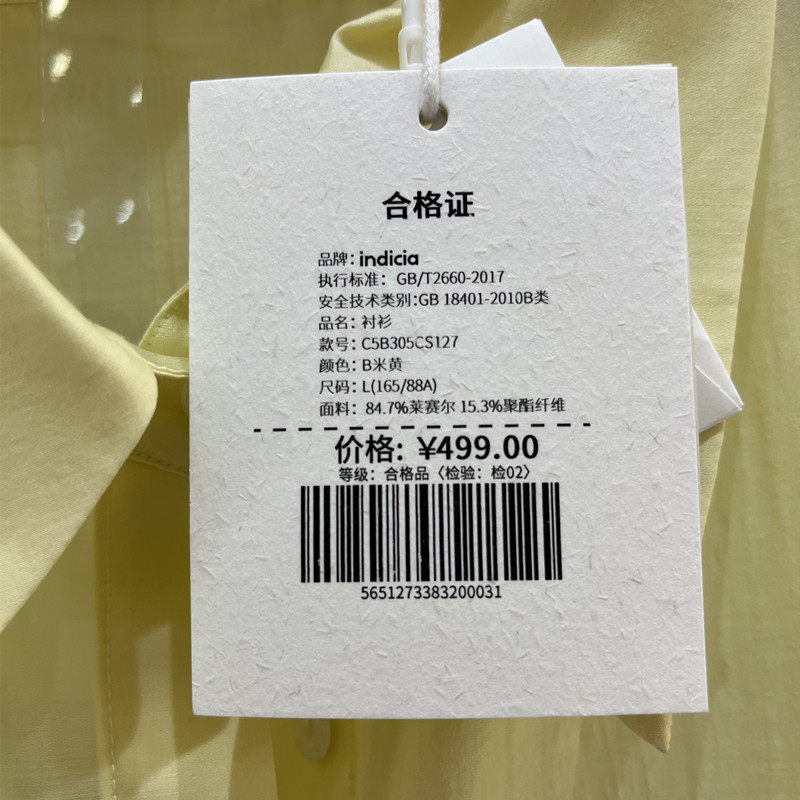 合格证
品牌: indicia
执行标准: GB/T2660-2017
安全技术类别:GB 18401-2010B类
品名: 衬衫
款号: C5B305CS127
颜色: B米黄
尺码: L(165/88A)
面料: 84.7%莱赛尔 15.3%聚酯纤维
价格: ¥499.00
等级: 合格品〈检验: 检02〉
5651273383200031